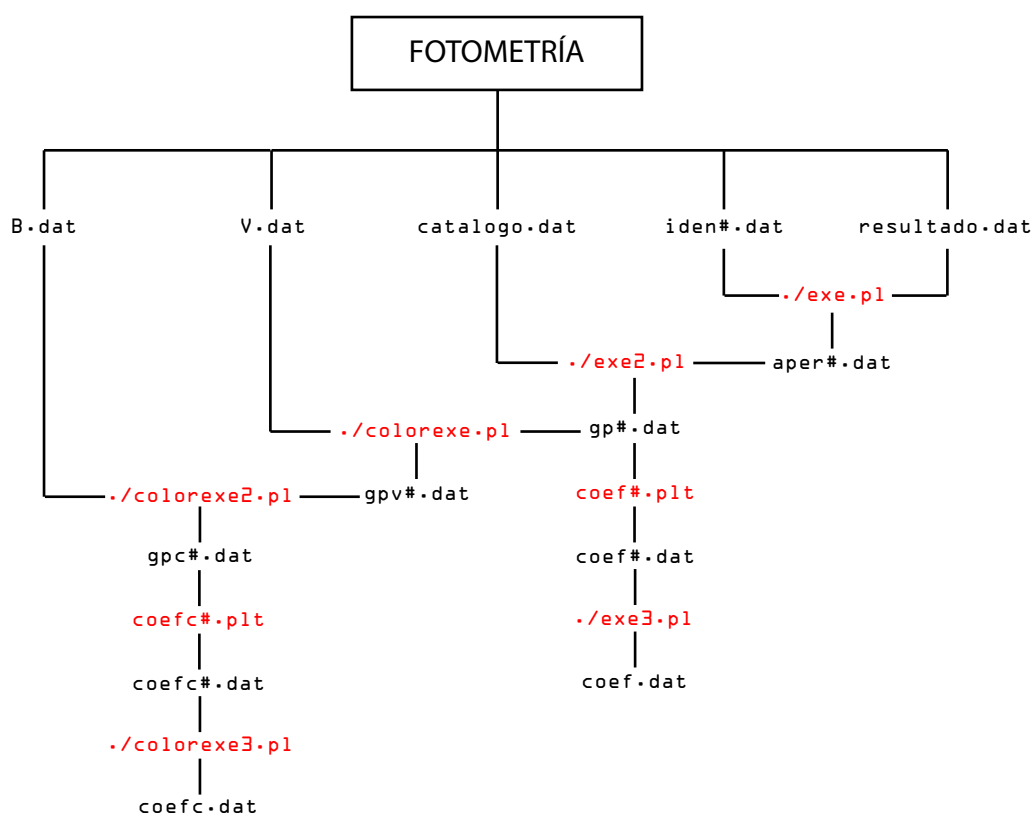 FOTOMETRÍA
B.dat V.dat catalogo.dat iden#.dat resultado.dat
./exe.pl
./exe2.pl aper#.dat
./colorexe.pl gp#.dat
./colorexe2.pl gpv#.dat coef#.plt
gpc#.dat coef#.dat
coefc#.plt ./exe3.pl
coefc#.dat coef.dat
./colorexe3.pl
coefc.dat